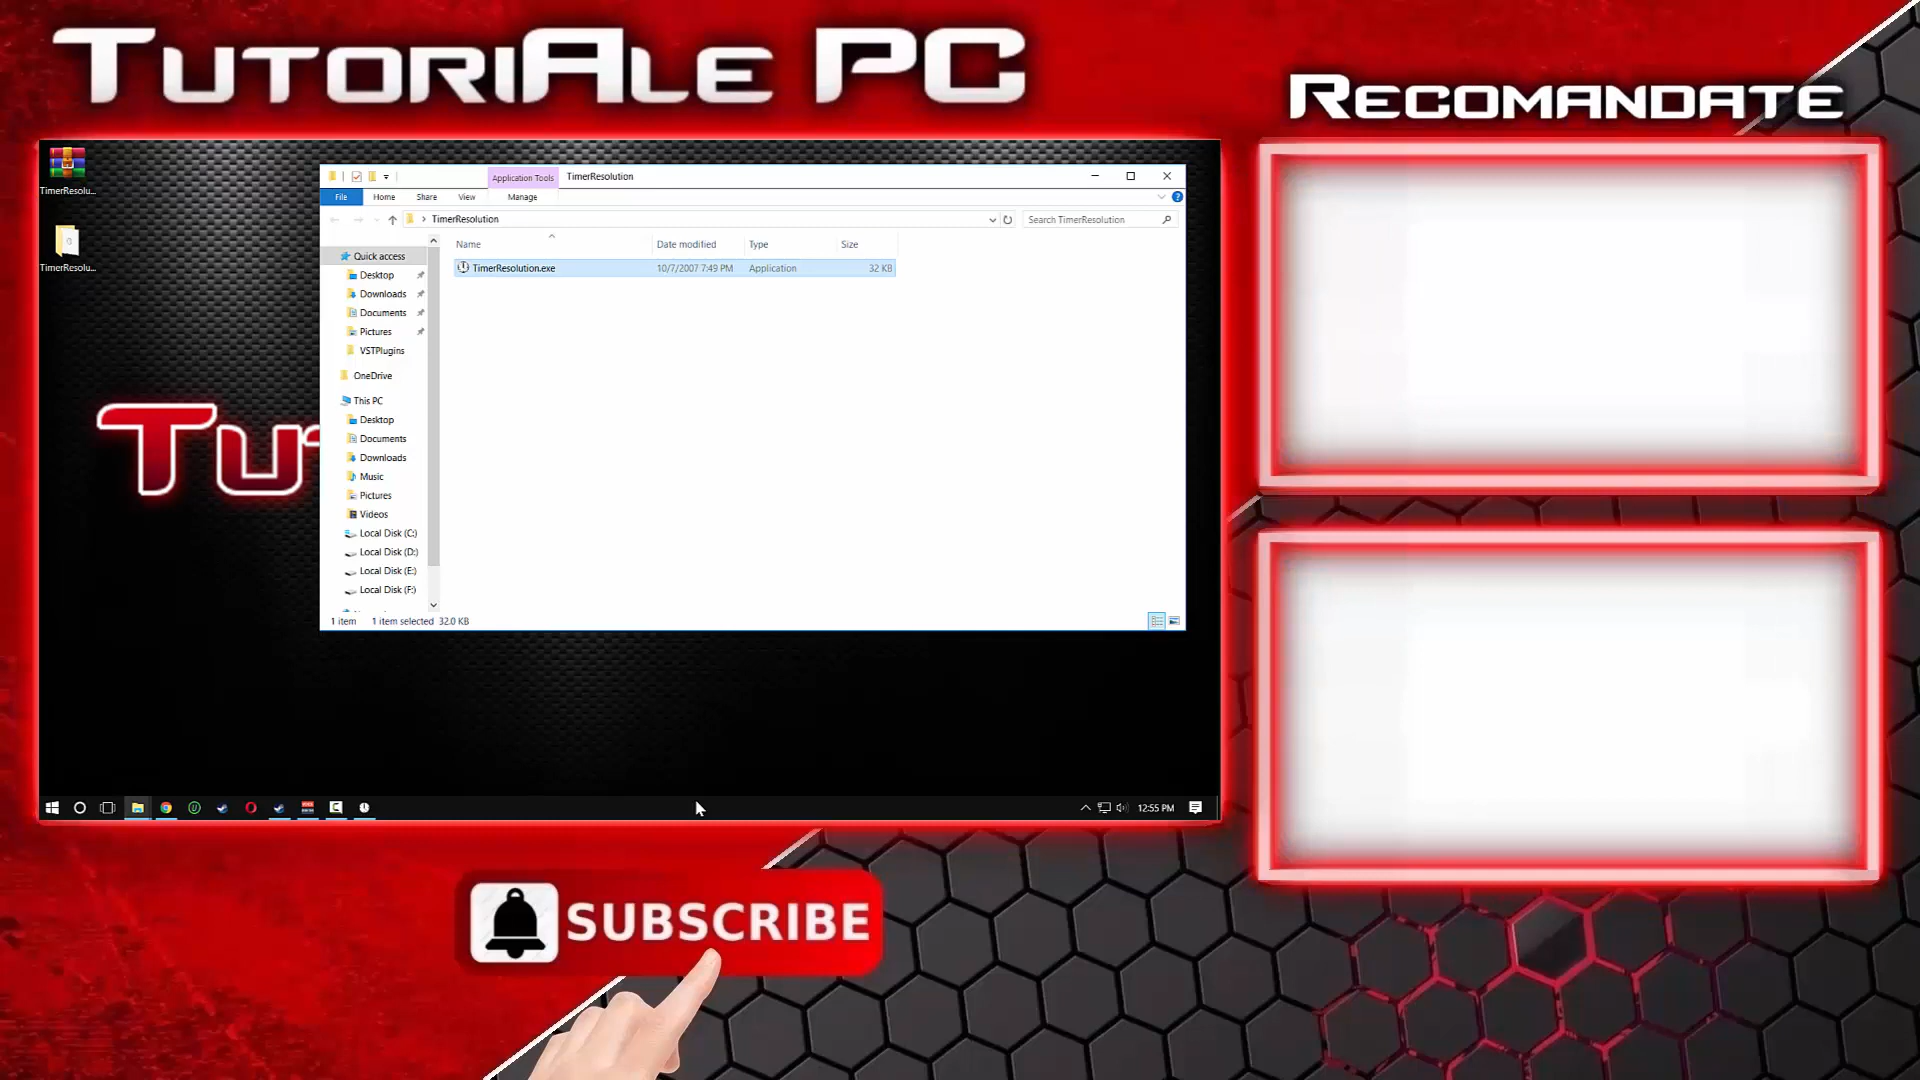 TUTORIALE PC
RECOMANDATE
TimerResolu...
TimerResolu...
Tu
Application Tools
TimerResolution
File
Home
Share
View
Manage
TimerResolution
Search TimerResolution
Name
Date modified
Type
Size
TimerResolution.exe
10/7/2007 7:49 PM
Application
32 KB
Quick access
Desktop
Downloads
Documents
Pictures
VSTPlugins
OneDrive
This PC
Desktop
Documents
Downloads
Music
Pictures
Videos
Local Disk (C:)
Local Disk (D:)
Local Disk (E:)
Local Disk (F:)
1 item
1 item selected 32.0 KB
12:55 PM
SUBSCRIBE